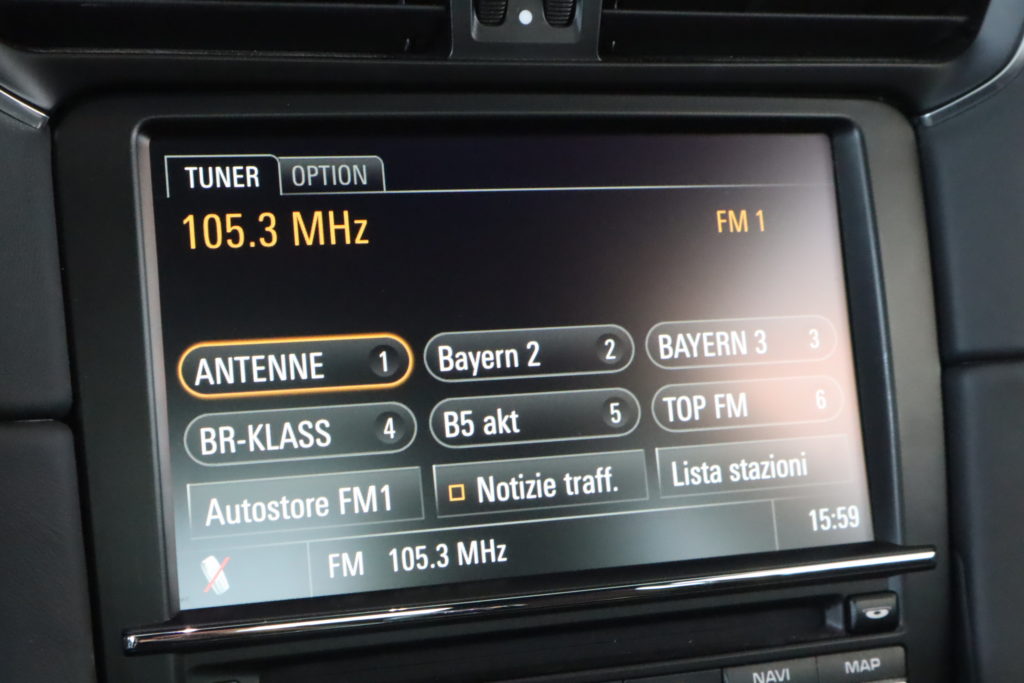 TUNER OPTION
105.3 MHz FM 1
ANTENNE 1 Bayern 2 2 BAYERN 3 3
BR-KLASS 4 B5 akt 5 TOP FM 6
Autostore FM1 Notizie traff. Lista stazioni
FM 105.3 MHz 15:59
NAVI MAP